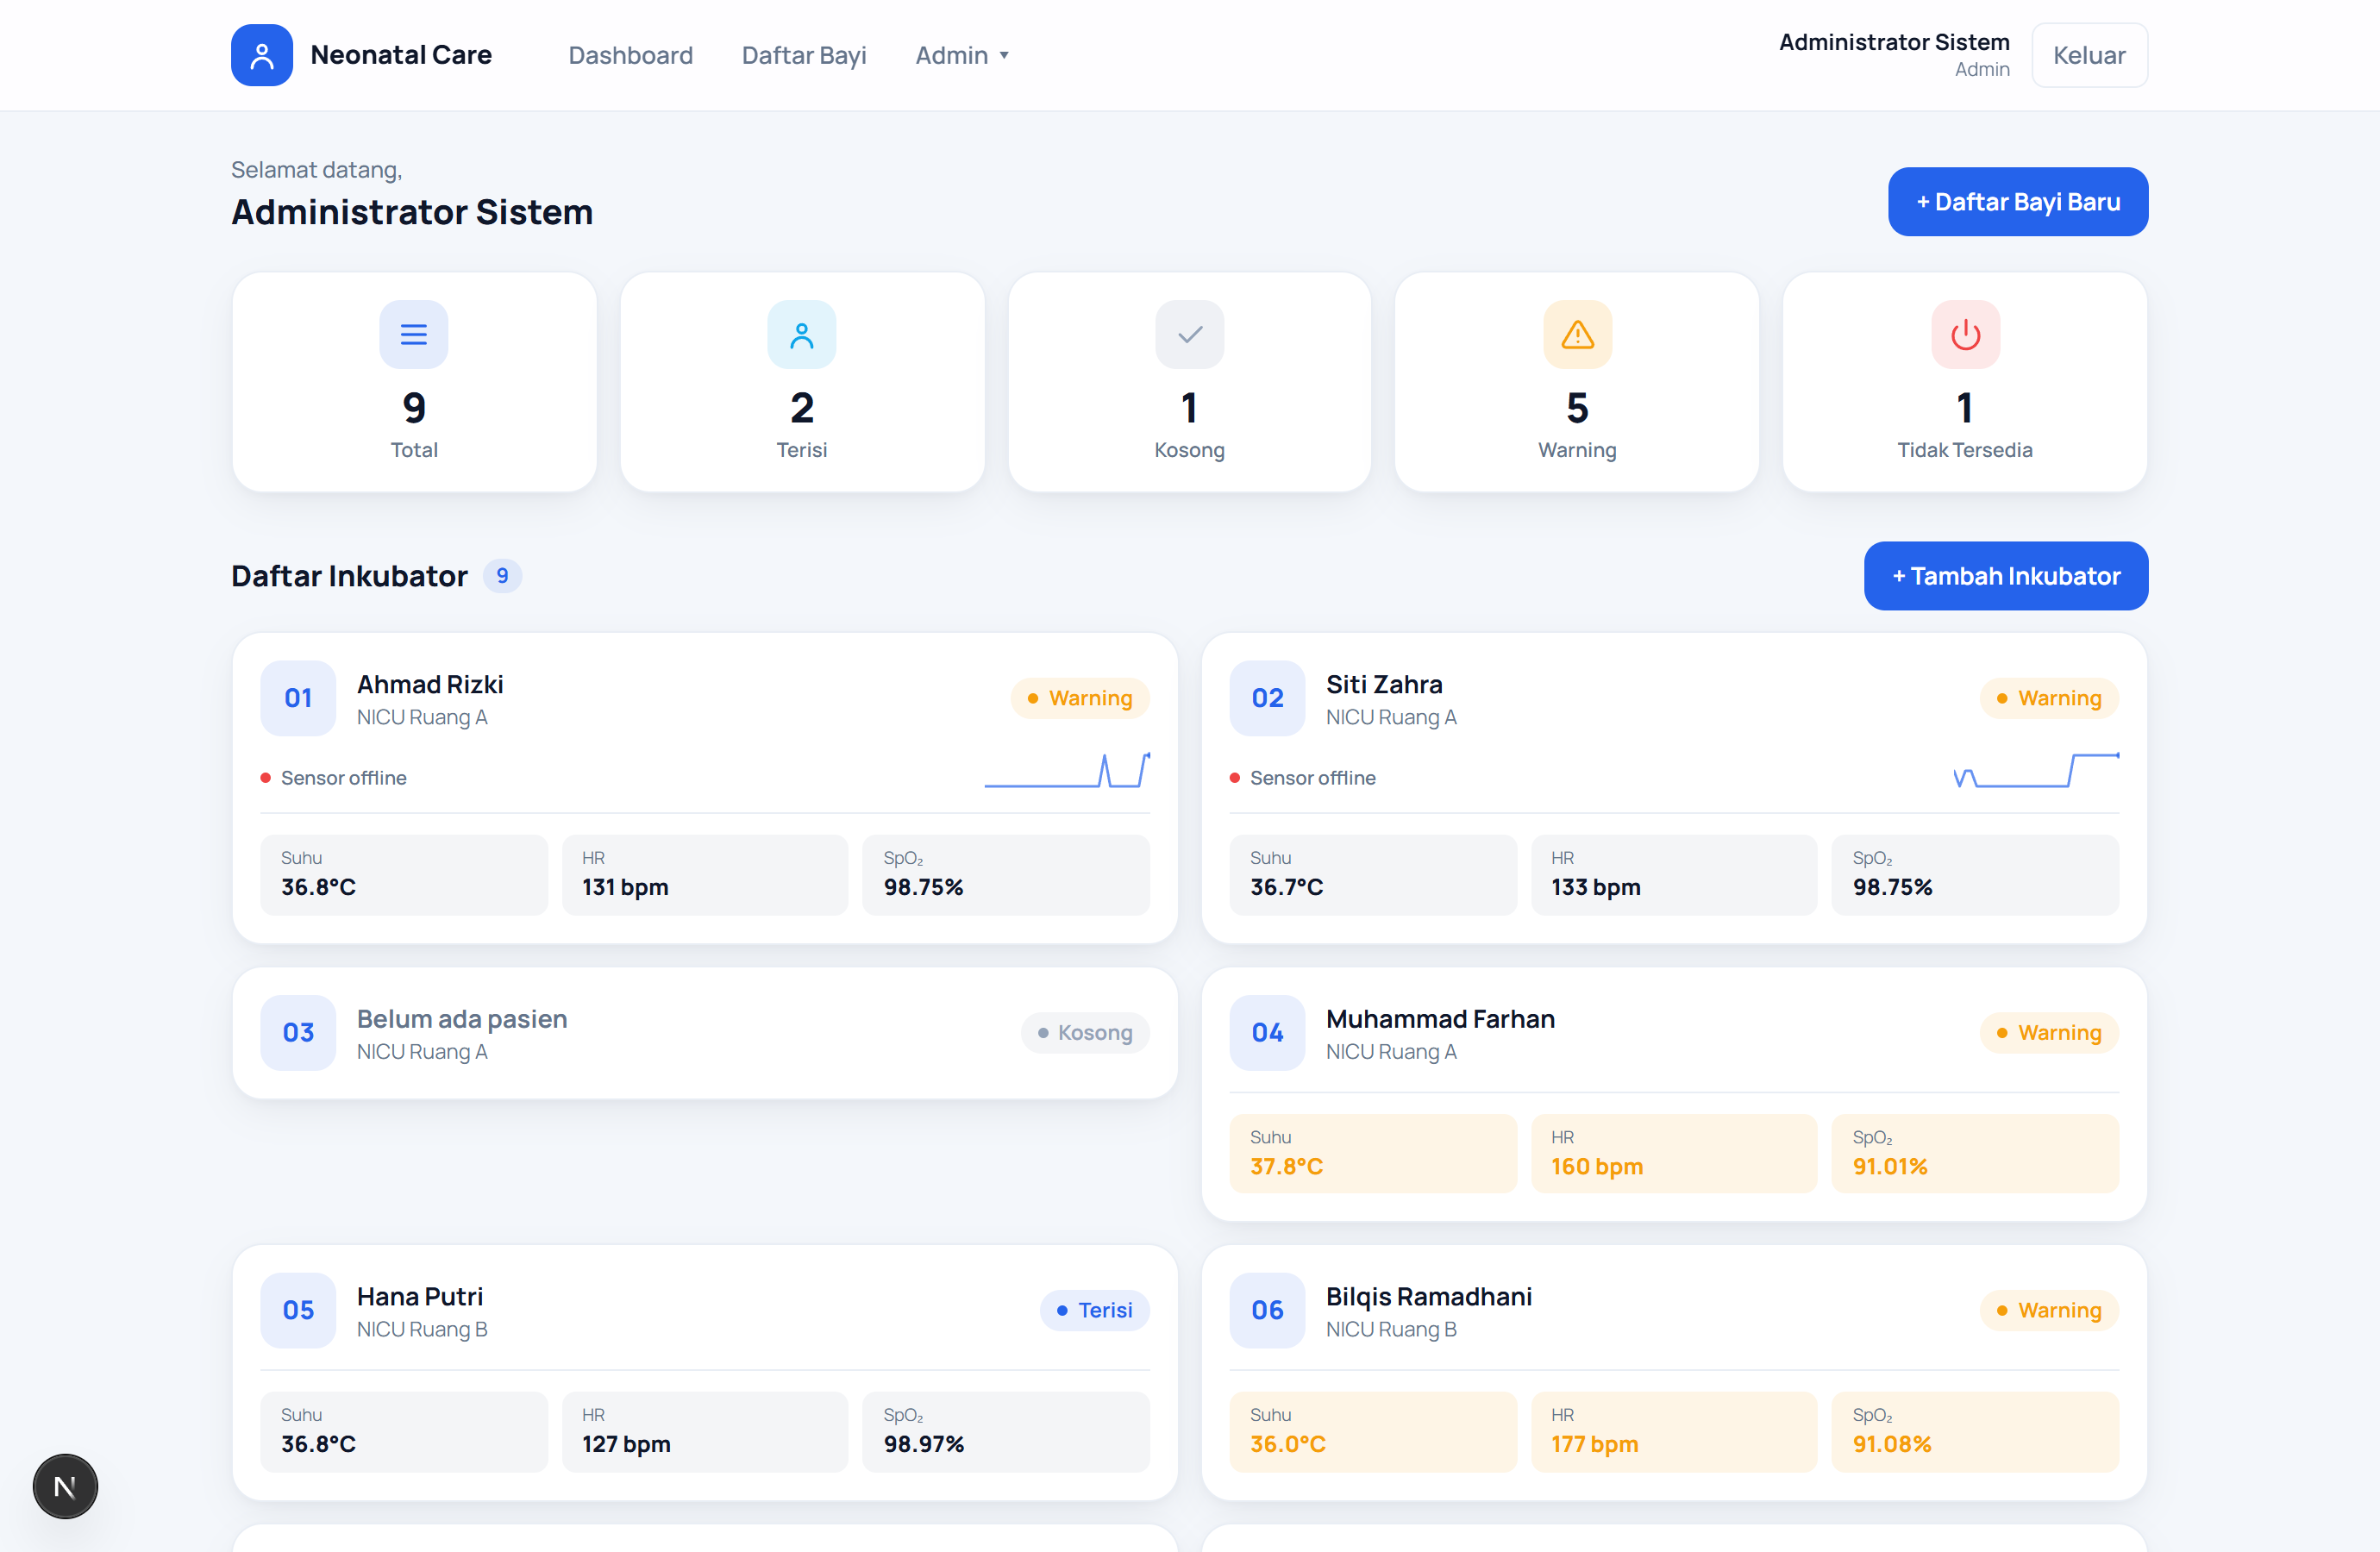 Neonatal Care
Dashboard
Daftar Bayi
Admin
Administrator Sistem
Admin
Keluar
Selamat datang,
Administrator Sistem
+ Daftar Bayi Baru
9
Total
2
Terisi
1
Kosong
5
Warning
1
Tidak Tersedia
Daftar Inkubator
9
+ Tambah Inkubator
01
Ahmad Rizki
NICU Ruang A
Warning
Sensor offline
Suhu
36.8°C
HR
131 bpm
SpO₂
98.75%
02
Siti Zahra
NICU Ruang A
Warning
Sensor offline
Suhu
36.7°C
HR
133 bpm
SpO₂
98.75%
03
Belum ada pasien
NICU Ruang A
Kosong
04
Muhammad Farhan
NICU Ruang A
Warning
Suhu
37.8°C
HR
160 bpm
SpO₂
91.01%
05
Hana Putri
NICU Ruang B
Terisi
Suhu
36.8°C
HR
127 bpm
SpO₂
98.97%
06
Bilqis Ramadhani
NICU Ruang B
Warning
Suhu
36.0°C
HR
177 bpm
SpO₂
91.08%
N